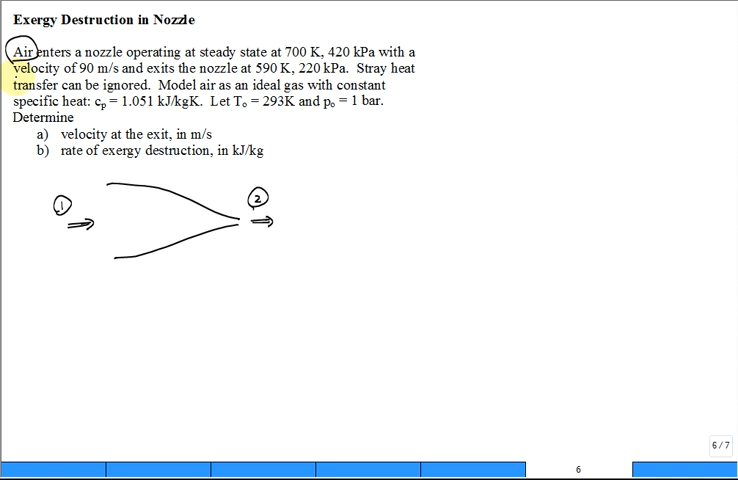 Exergy Destruction in Nozzle
Air enters a nozzle operating at steady state at 700 K, 420 kPa with a
velocity of 90 m/s and exits the nozzle at 590 K, 220 kPa. Stray heat
transfer can be ignored. Model air as an ideal gas with constant
specific heat: cp = 1.051 kJ/kgK. Let To = 293K and po = 1 bar.
Determine
a) velocity at the exit, in m/s
b) rate of exergy destruction, in kJ/kg
1
2
6 / 7
6